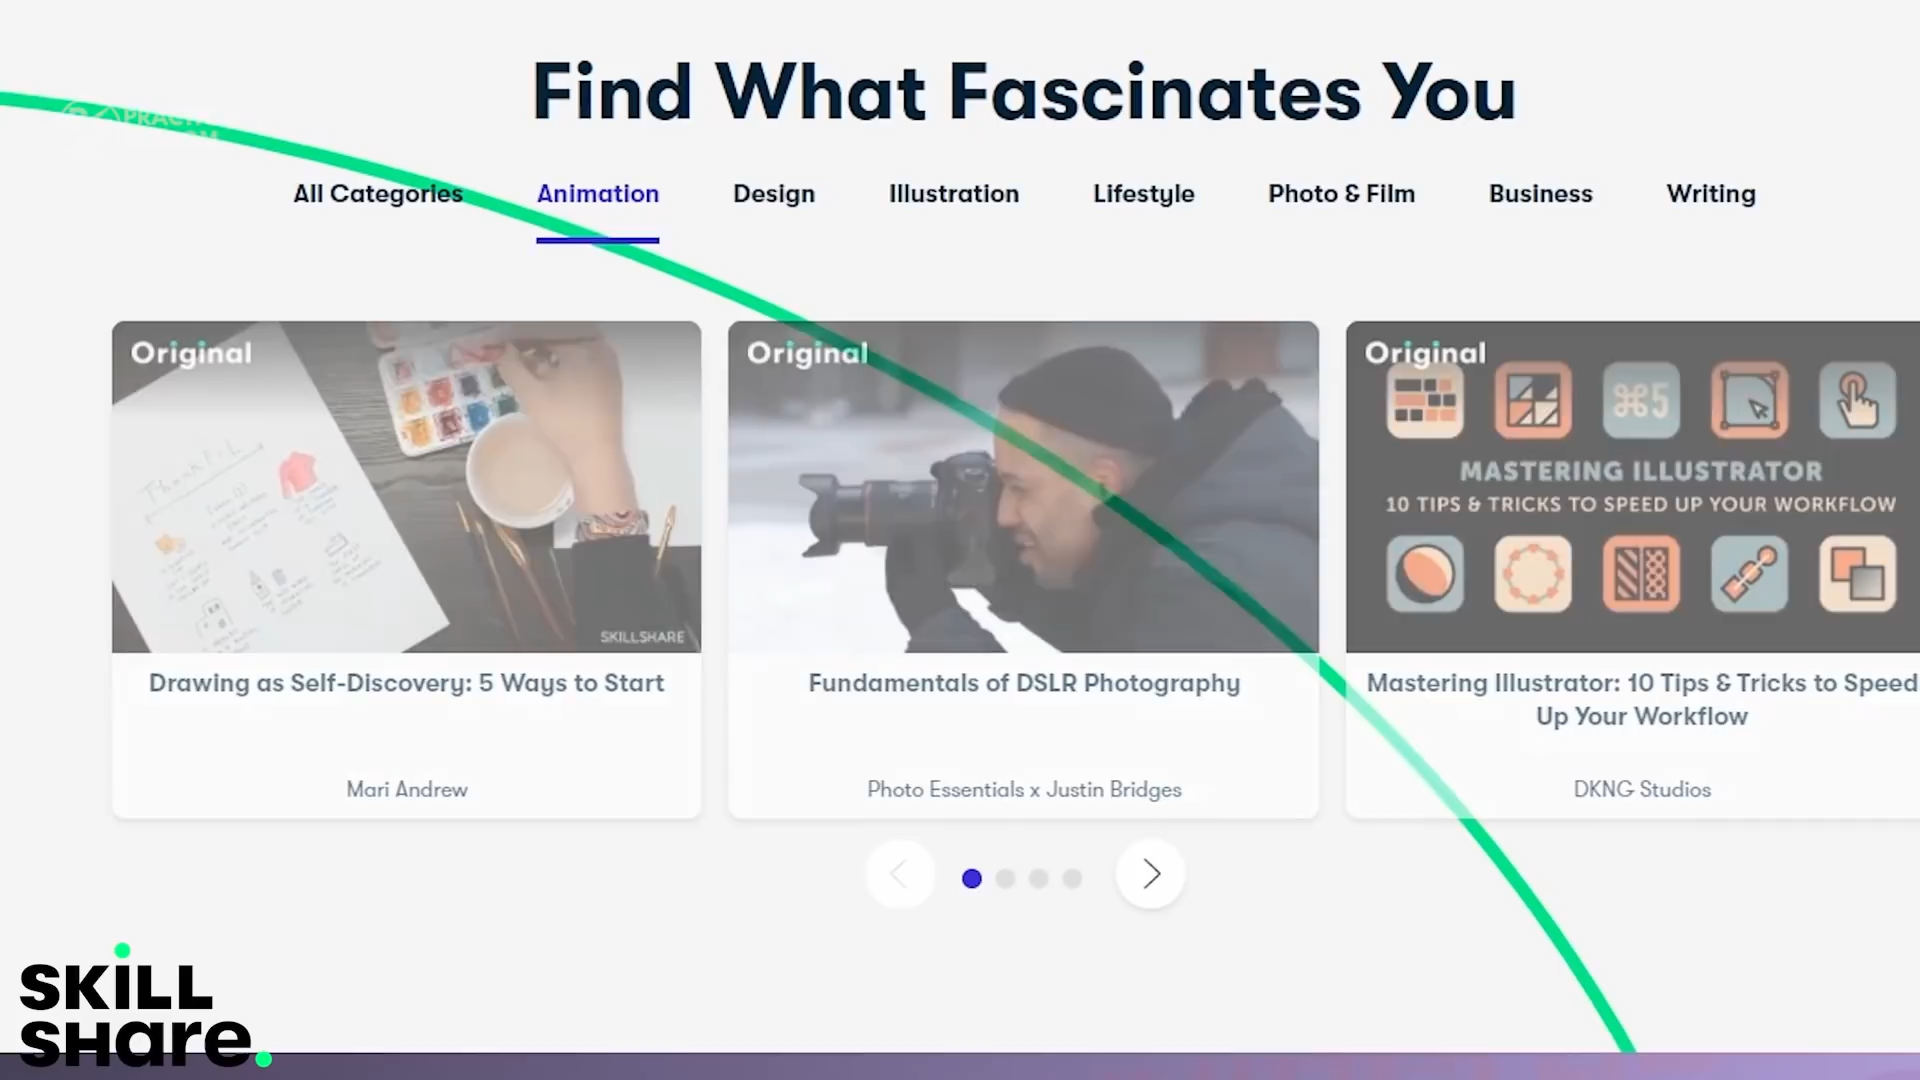 Find What Fascinates You
All Categories Animation Design Illustration Lifestyle Photo & Film Business Writing
Original
SKILLSHARE
Drawing as Self-Discovery: 5 Ways to Start
Mari Andrew
Original
Fundamentals of DSLR Photography
Photo Essentials x Justin Bridges
Original
⌘5
MASTERING ILLUSTRATOR
10 TIPS & TRICKS TO SPEED UP YOUR WORKFLOW
Mastering Illustrator: 10 Tips & Tricks to Speed
Up Your Workflow
DKNG Studios
SKILL
SHare.